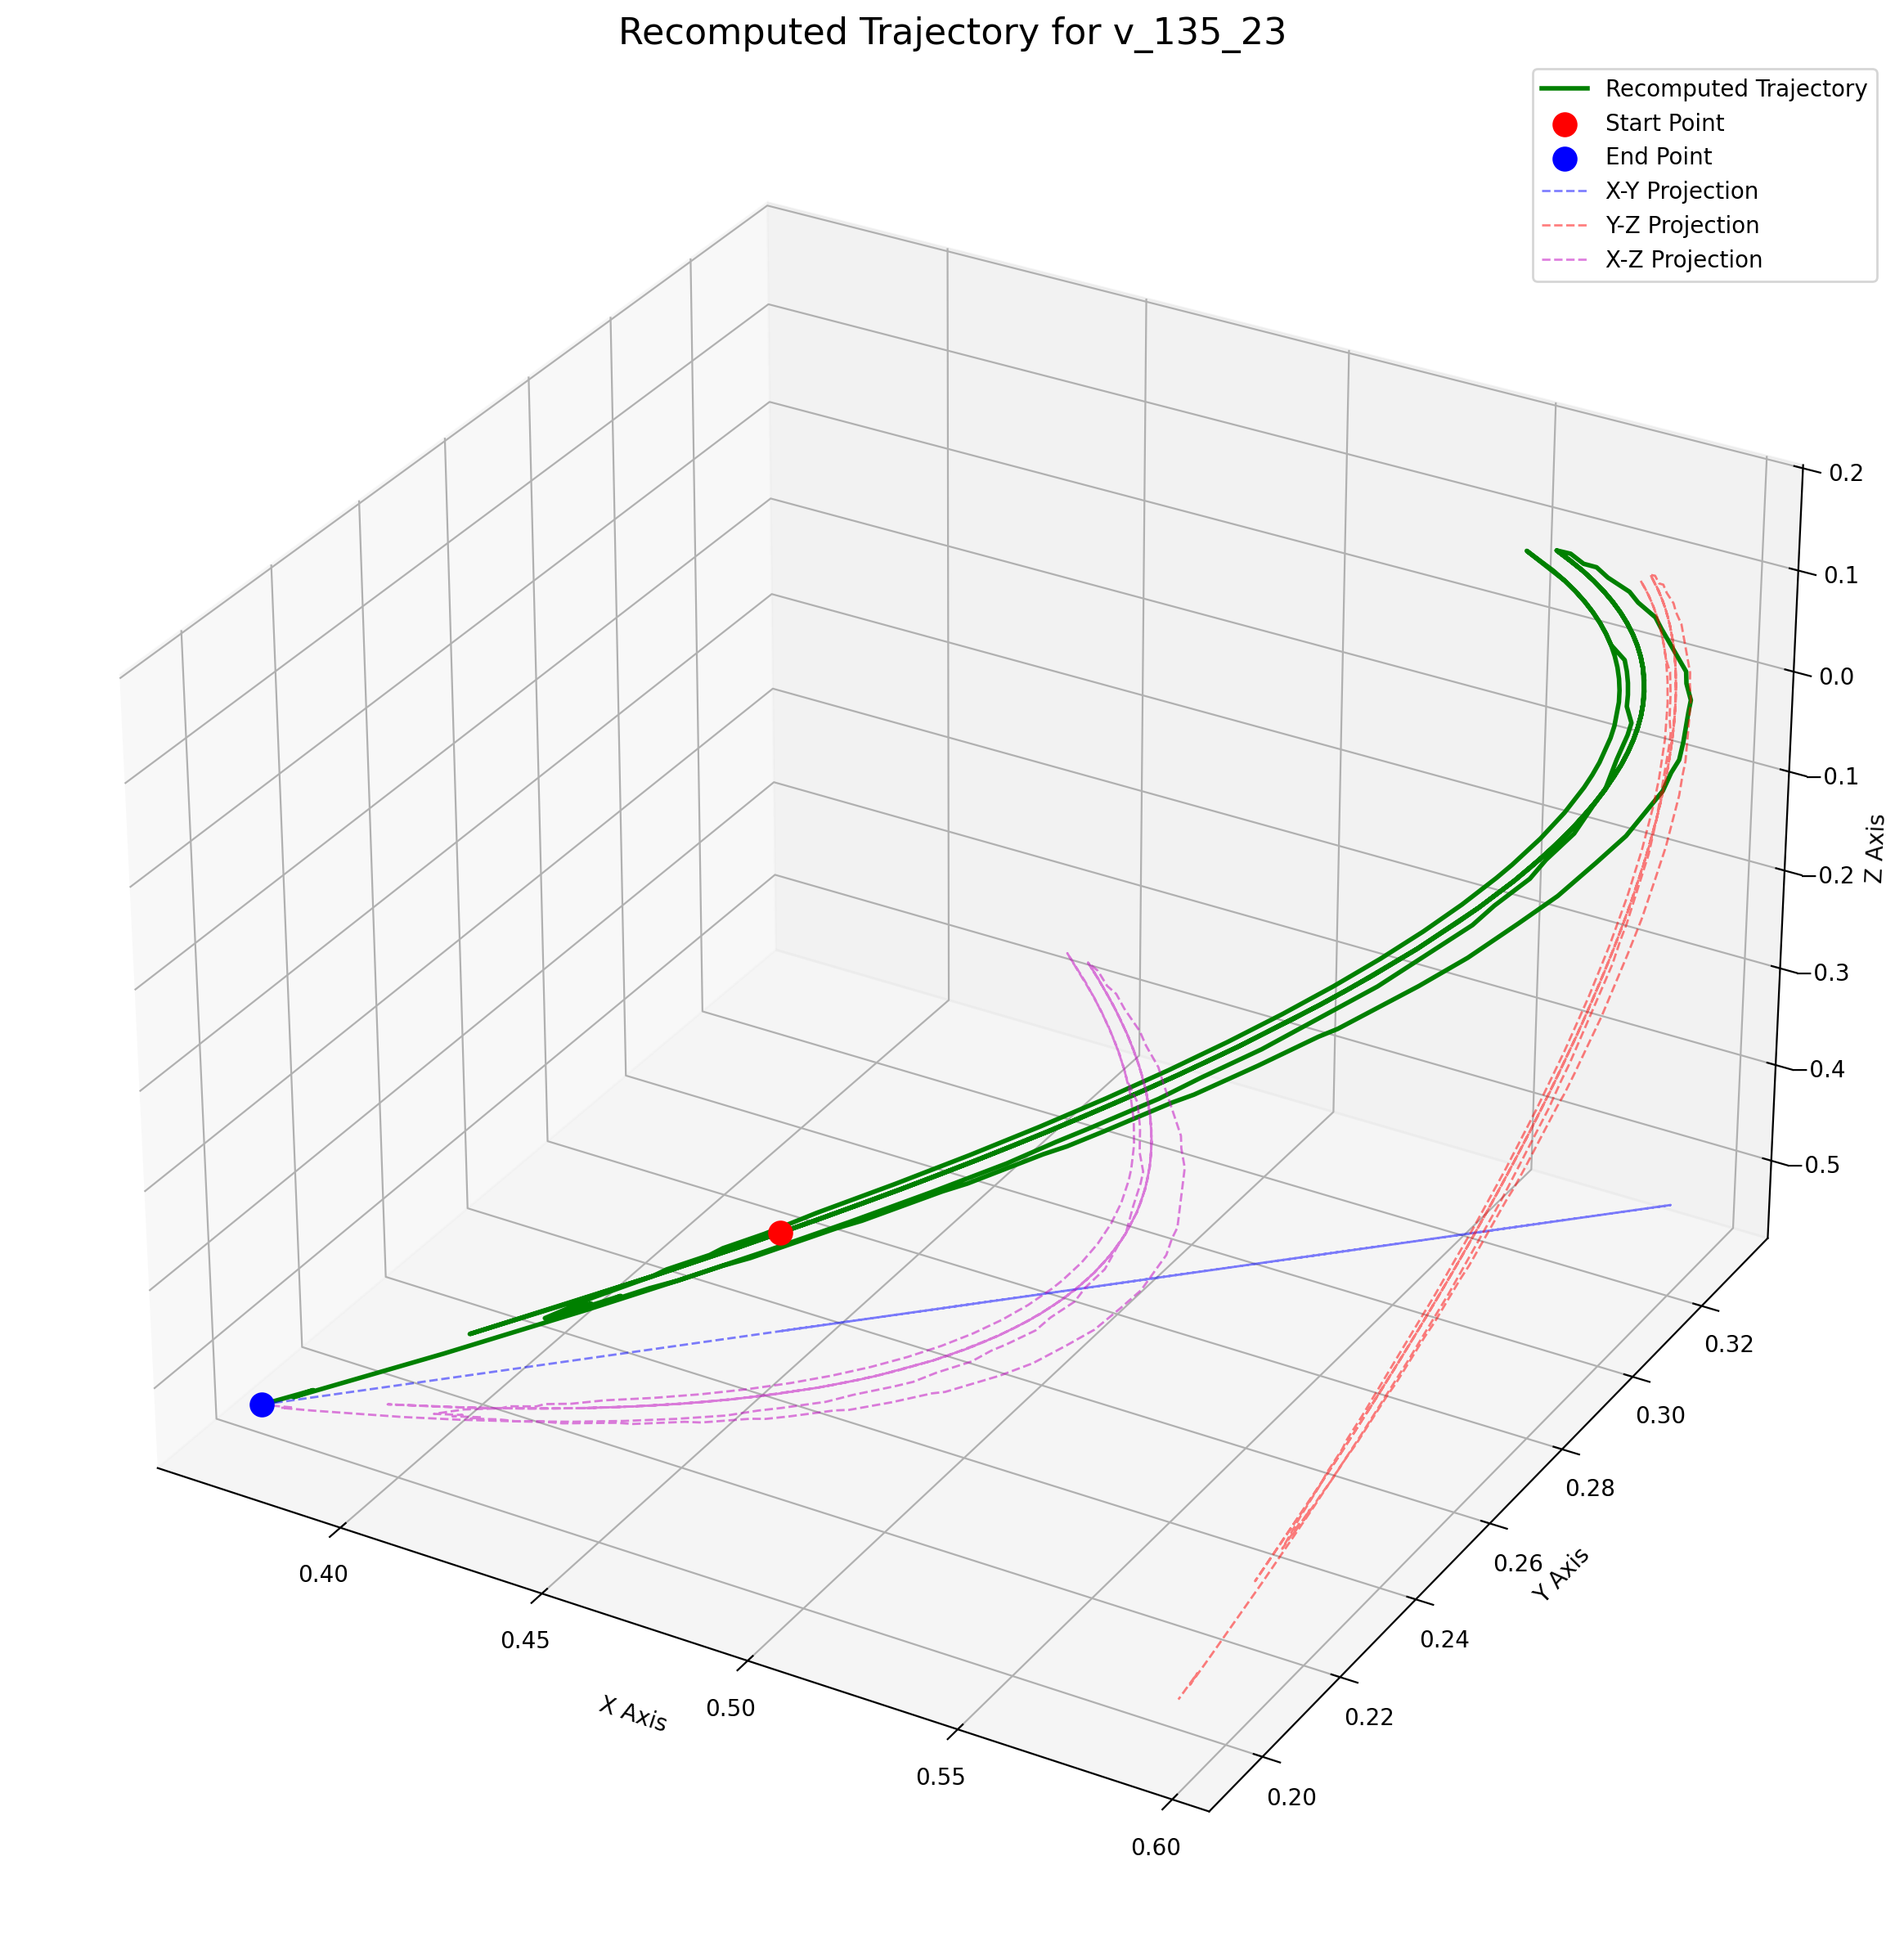 Recomputed Trajectory for v_135_23
Recomputed Trajectory
Start Point
End Point
X-Y Projection
Y-Z Projection
X-Z Projection
0.2
0.1
0.0
−0.1
−0.2
−0.3
−0.4
−0.5
Z Axis
0.32
0.30
0.28
0.26
0.24
0.22
0.20
Y Axis
0.40
0.45
0.50
0.55
0.60
X Axis